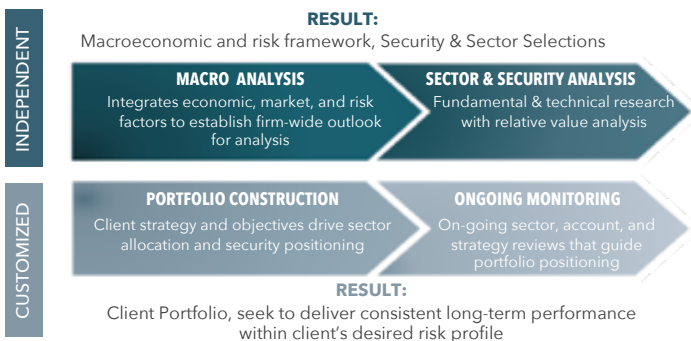 INDEPENDENT
RESULT:
Macroeconomic and risk framework, Security & Sector Selections
MACRO ANALYSIS
Integrates economic, market, and risk
factors to establish firm-wide outlook
for analysis
SECTOR & SECURITY ANALYSIS
Fundamental & technical research
with relative value analysis
CUSTOMIZED
PORTFOLIO CONSTRUCTION
Client strategy and objectives drive sector
allocation and security positioning
ONGOING MONITORING
On-going sector, account, and
strategy reviews that guide
portfolio positioning
RESULT:
Client Portfolio, seek to deliver consistent long-term performance
within client’s desired risk profile